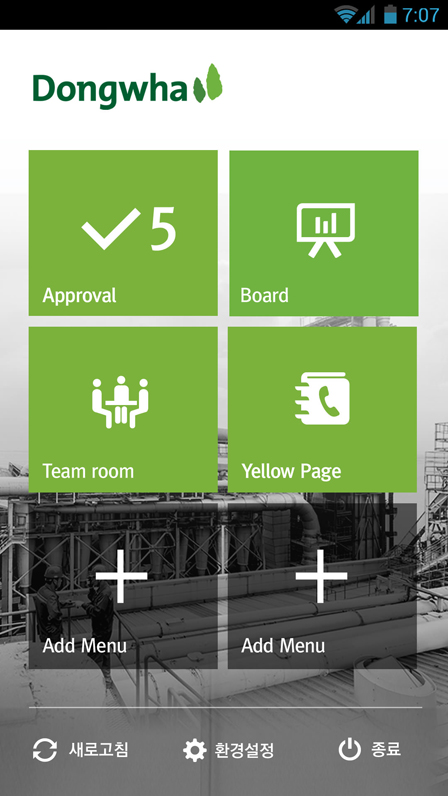 7:07
Dongwha
5
Approval
Board
Team room
Yellow Page
Add Menu
Add Menu
새로고침
환경설정
종료